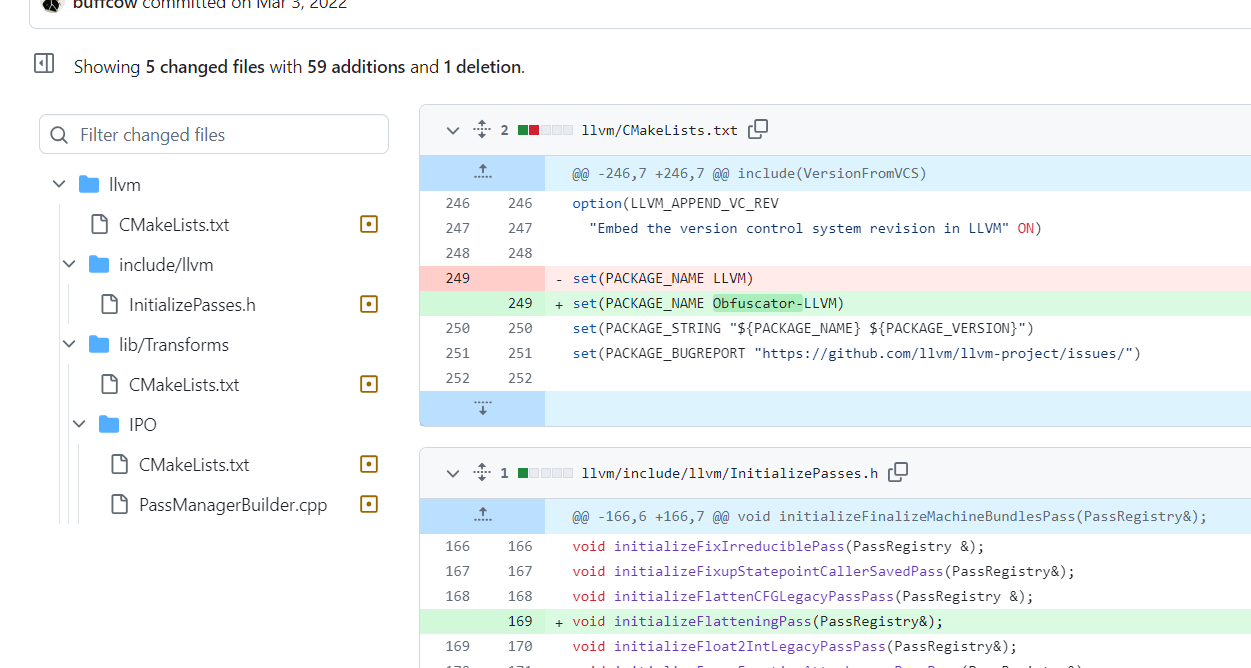 buffcow committed on Mar 3, 2022
Showing 5 changed files with 59 additions and 1 deletion.
Filter changed files
llvm
CMakeLists.txt
include/llvm
InitializePasses.h
lib/Transforms
CMakeLists.txt
IPO
CMakeLists.txt
PassManagerBuilder.cpp
2 llvm/CMakeLists.txt
@@ -246,7 +246,7 @@ include(VersionFromVCS)
246 246 option(LLVM_APPEND_VC_REV
247 247 "Embed the version control system revision in LLVM" ON)
248 248
249 - set(PACKAGE_NAME LLVM)
249 + set(PACKAGE_NAME Obfuscator-LLVM)
250 250 set(PACKAGE_STRING "${PACKAGE_NAME} ${PACKAGE_VERSION}")
251 251 set(PACKAGE_BUGREPORT "https://github.com/llvm/llvm-project/issues/")
252 252
1 llvm/include/llvm/InitializePasses.h
@@ -166,6 +166,7 @@ void initializeFinalizeMachineBundlesPass(PassRegistry&);
166 166 void initializeFixIrreduciblePass(PassRegistry &);
167 167 void initializeFixupStatepointCallerSavedPass(PassRegistry&);
168 168 void initializeFlattenCFGLegacyPassPass(PassRegistry &);
169 + void initializeFlatteningPass(PassRegistry&);
169 170 void initializeFloat2IntLegacyPassPass(PassRegistry&);